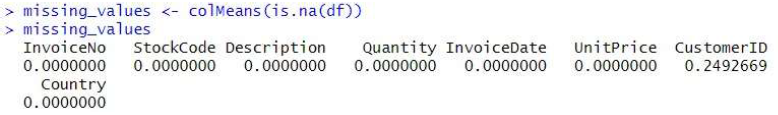 > missing_values <- colMeans(is.na(df))
> missing_values
InvoiceNo StockCode Description Quantity InvoiceDate UnitPrice CustomerID
0.0000000 0.0000000 0.0000000 0.0000000 0.0000000 0.0000000 0.2492669
Country
0.0000000